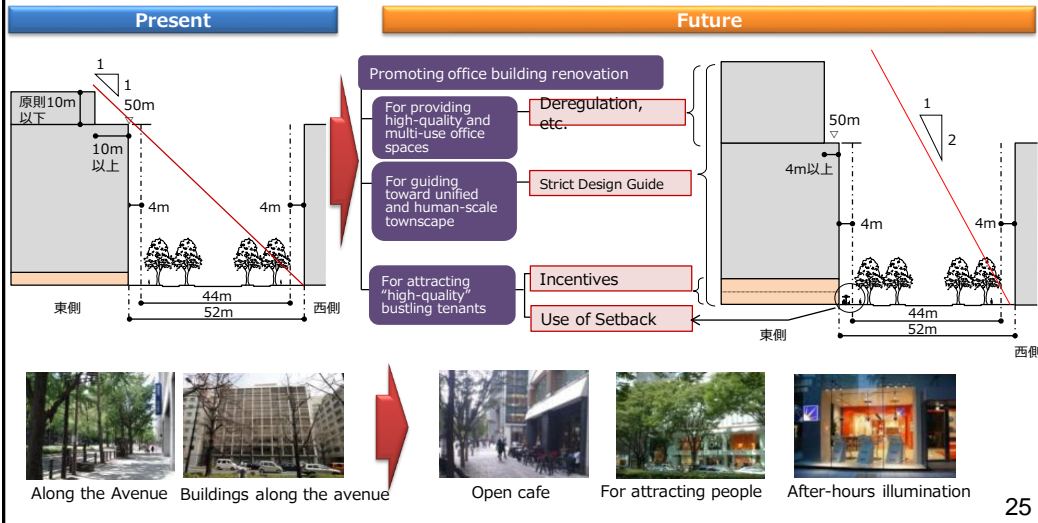 Present
Future
1
1
原則10m
以下
50m
10m
以上
4m
4m
44m
52m
東側
西側
Promoting office building renovation
For providing
high-quality and
multi-use office
spaces
Deregulation,
etc.
For guiding
toward unified
and human-scale
townscape
Strict Design Guide
For attracting
"high-quality"
bustling tenants
Incentives
Use of Setback
1
2
50m
4m以上
4m
4m
44m
52m
東側
西側
Along the Avenue
Buildings along the avenue
Open cafe
For attracting people
After-hours illumination
25